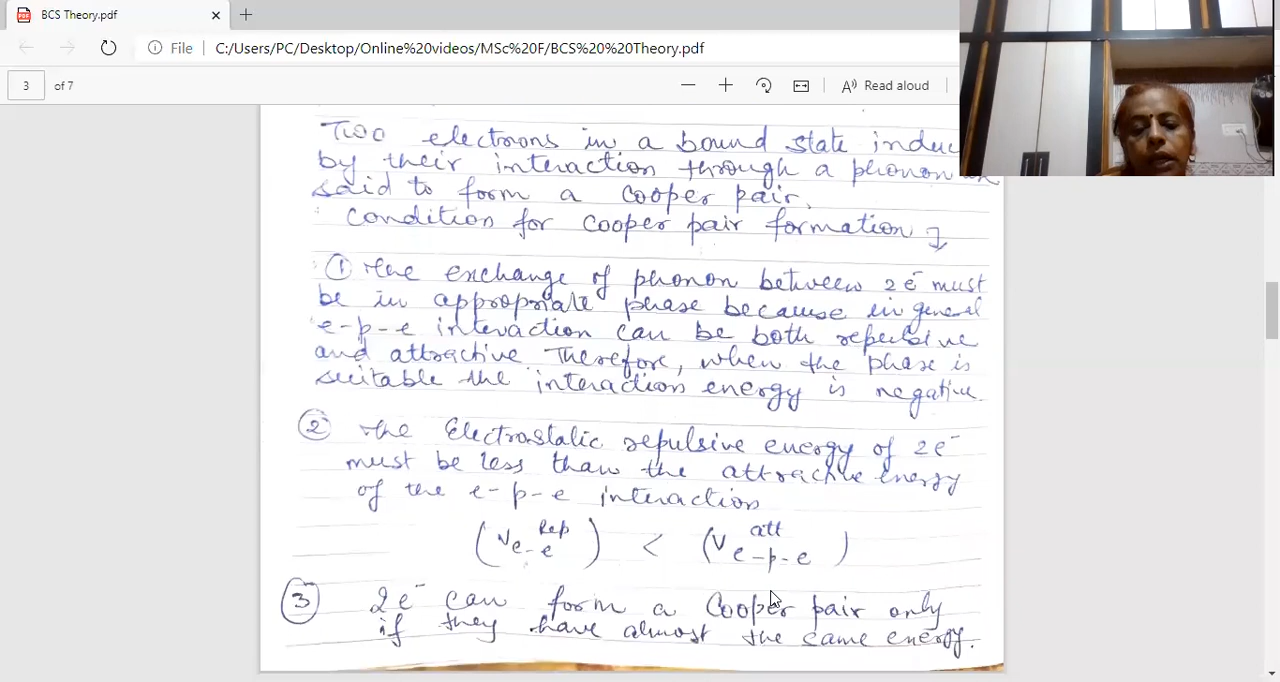 BCS Theory.pdf
File C:/Users/PC/Desktop/Online%20videos/MSc%20F/BCS%20%20Theory.pdf
3 of 7
Read aloud
Two electrons in a bound state induc
by their interaction through a phonon
said to form a Cooper pair.
condition for Cooper pair formation
① The exchange of phonon between 2e⁻ must
be in appropriate phase because in general
e-p-e interaction can be both repulsive
and attractive Therefore, when the phase is
suitable the interaction energy is negative.
② The Electrostatic repulsive energy of 2e⁻
must be less than the attractive energy
of the e-p-e interaction
(Ve-e Rep) < (Ve-p-e att)
③ 2e⁻ can form a Cooper pair only
if they have almost the same energy.